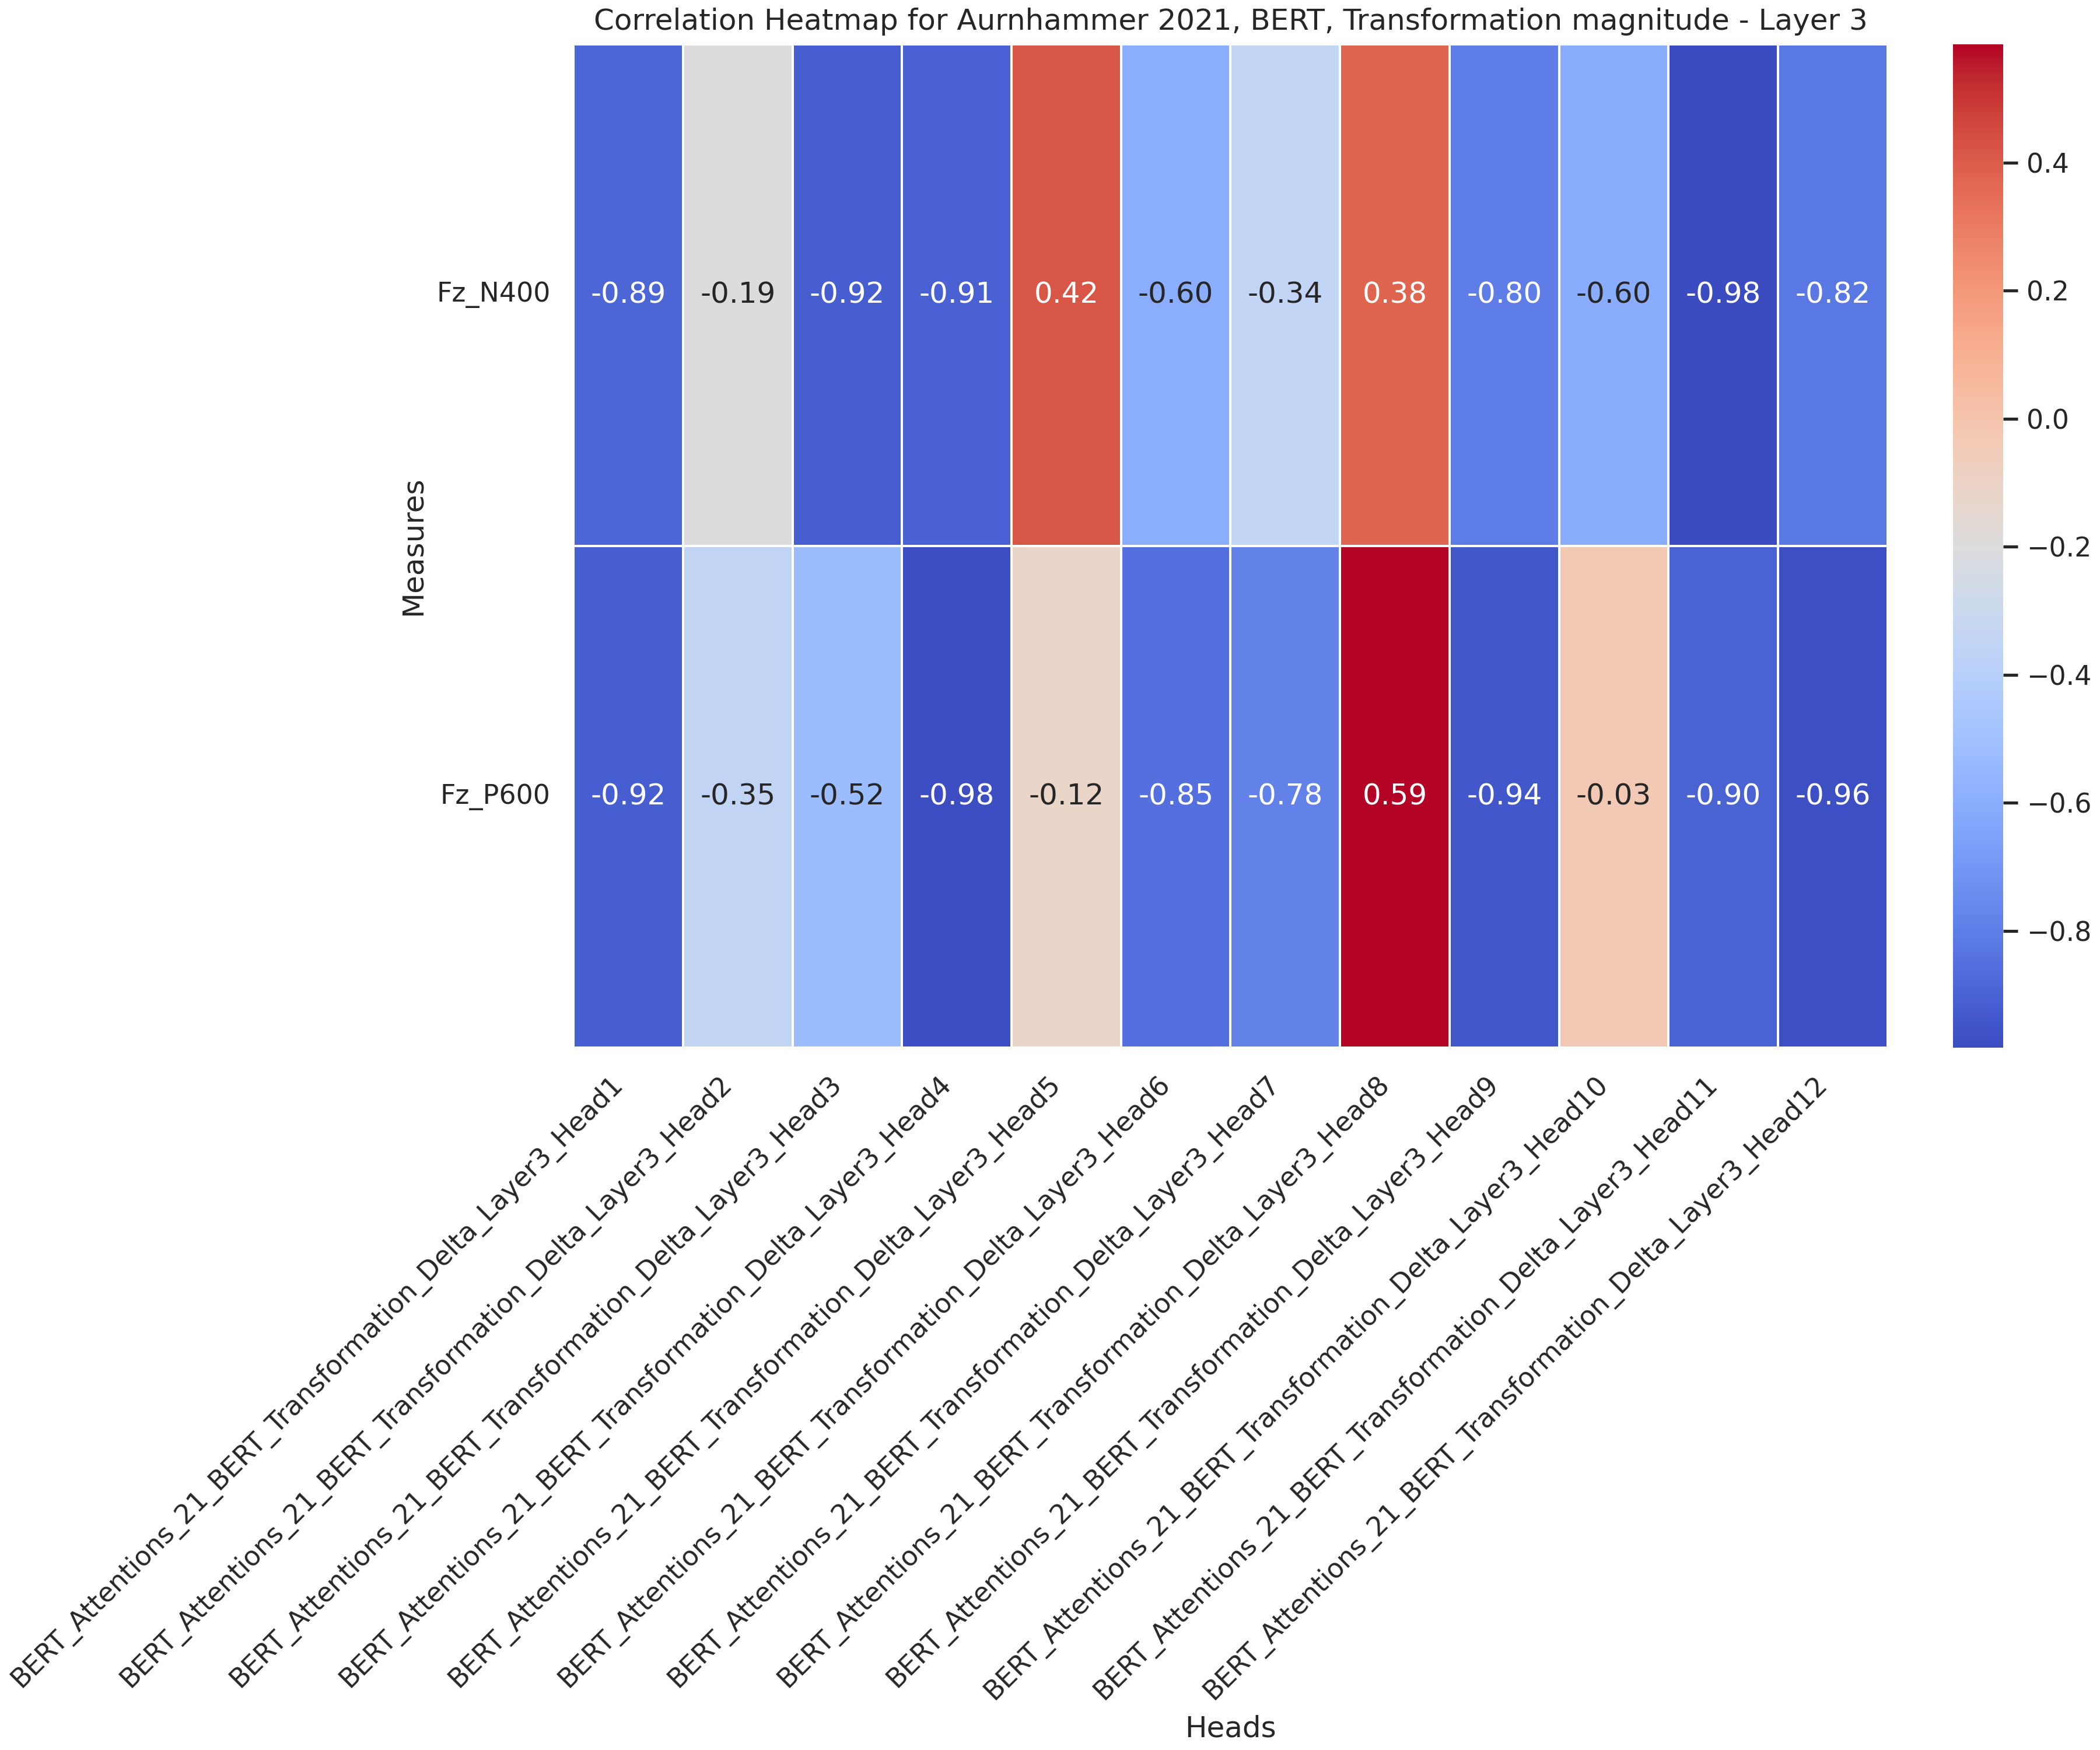 Correlation Heatmap for Aurnhammer 2021, BERT, Transformation magnitude - Layer 3
Measures
Fz_N400
-0.89 -0.19 -0.92 -0.91 0.42 -0.60 -0.34 0.38 -0.80 -0.60 -0.98 -0.82
Fz_P600
-0.92 -0.35 -0.52 -0.98 -0.12 -0.85 -0.78 0.59 -0.94 -0.03 -0.90 -0.96
0.4
0.2
0.0
−0.2
−0.4
−0.6
−0.8
BERT_Attentions_21_BERT_Transformation_Delta_Layer3_Head1
BERT_Attentions_21_BERT_Transformation_Delta_Layer3_Head2
BERT_Attentions_21_BERT_Transformation_Delta_Layer3_Head3
BERT_Attentions_21_BERT_Transformation_Delta_Layer3_Head4
BERT_Attentions_21_BERT_Transformation_Delta_Layer3_Head5
BERT_Attentions_21_BERT_Transformation_Delta_Layer3_Head6
BERT_Attentions_21_BERT_Transformation_Delta_Layer3_Head7
BERT_Attentions_21_BERT_Transformation_Delta_Layer3_Head8
BERT_Attentions_21_BERT_Transformation_Delta_Layer3_Head9
BERT_Attentions_21_BERT_Transformation_Delta_Layer3_Head10
BERT_Attentions_21_BERT_Transformation_Delta_Layer3_Head11
BERT_Attentions_21_BERT_Transformation_Delta_Layer3_Head12
Heads